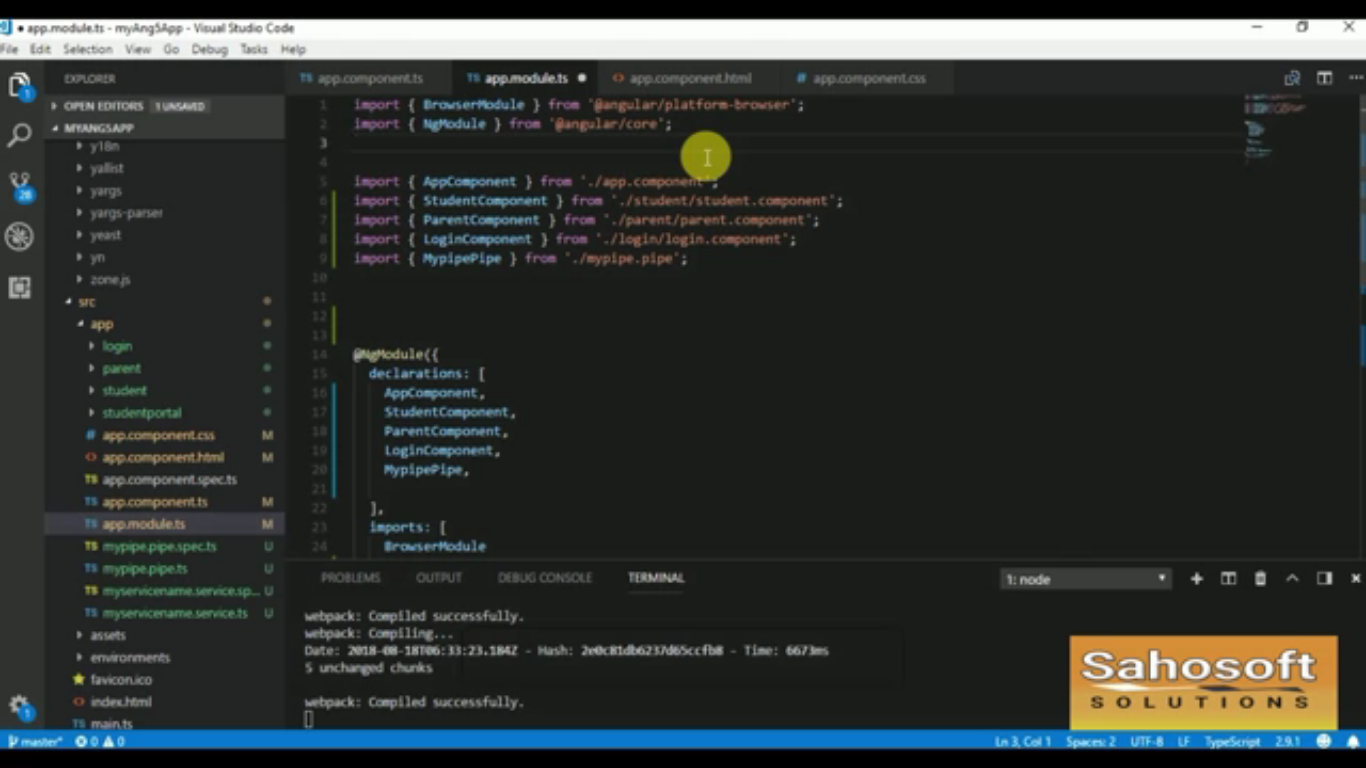 app.module.ts - myAng5App - Visual Studio Code
File Edit Selection View Go Debug Tasks Help
EXPLORER
OPEN EDITORS 1 UNSAVED
MYANG5APP
y18n
yallist
yargs
yargs-parser
yeast
yn
zone.js
src
app
login
parent
student
studentportal
app.component.css M
app.component.html M
app.component.spec.ts
app.component.ts M
app.module.ts M
mypipe.pipe.spec.ts U
mypipe.pipe.ts U
myservicename.service.sp... U
myservicename.service.ts U
assets
environments
favicon.ico
index.html
main.ts
app.component.ts app.module.ts app.component.html app.component.css
1 import { BrowserModule } from '@angular/platform-browser';
2 import { NgModule } from '@angular/core';
3
4
5 import { AppComponent } from './app.component';
6 import { StudentComponent } from './student/student.component';
7 import { ParentComponent } from './parent/parent.component';
8 import { LoginComponent } from './login/login.component';
9 import { MypipePipe } from './mypipe.pipe';
10
11
12
13
14 @NgModule({
15 declarations: [
16 AppComponent,
17 StudentComponent,
18 ParentComponent,
19 LoginComponent,
20 MypipePipe,
21
22 ],
23 imports: [
24 BrowserModule
PROBLEMS OUTPUT DEBUG CONSOLE TERMINAL 1: node
webpack: Compiled successfully.
webpack: Compiling...
Date: 2018-08-18T06:33:23.184Z - Hash: 2e0c81db6237d65ccfb8 - Time: 6673ms
5 unchanged chunks
webpack: Compiled successfully.
Sahosoft
SOLUTIONS
master* 0 0 Ln 3, Col 1 Spaces: 2 UTF-8 LF TypeScript 2.9.1